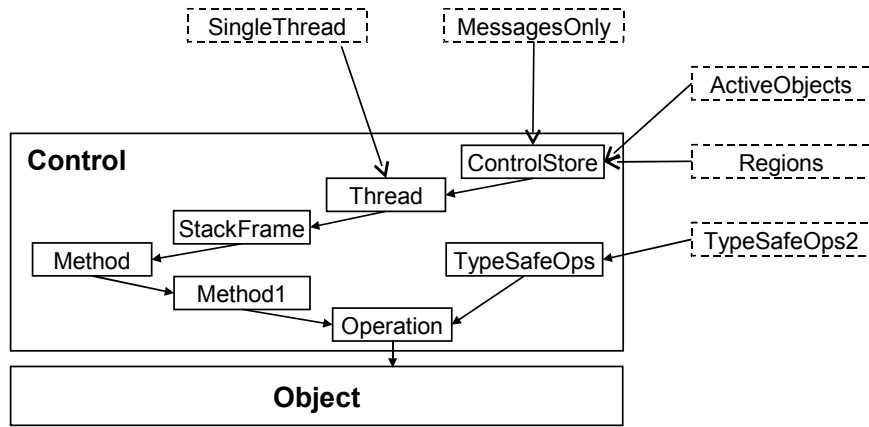 SingleThread
MessagesOnly
ActiveObjects
Control
ControlStore
Regions
Thread
StackFrame
TypeSafeOps2
Method
TypeSafeOps
Method1
Operation
Object